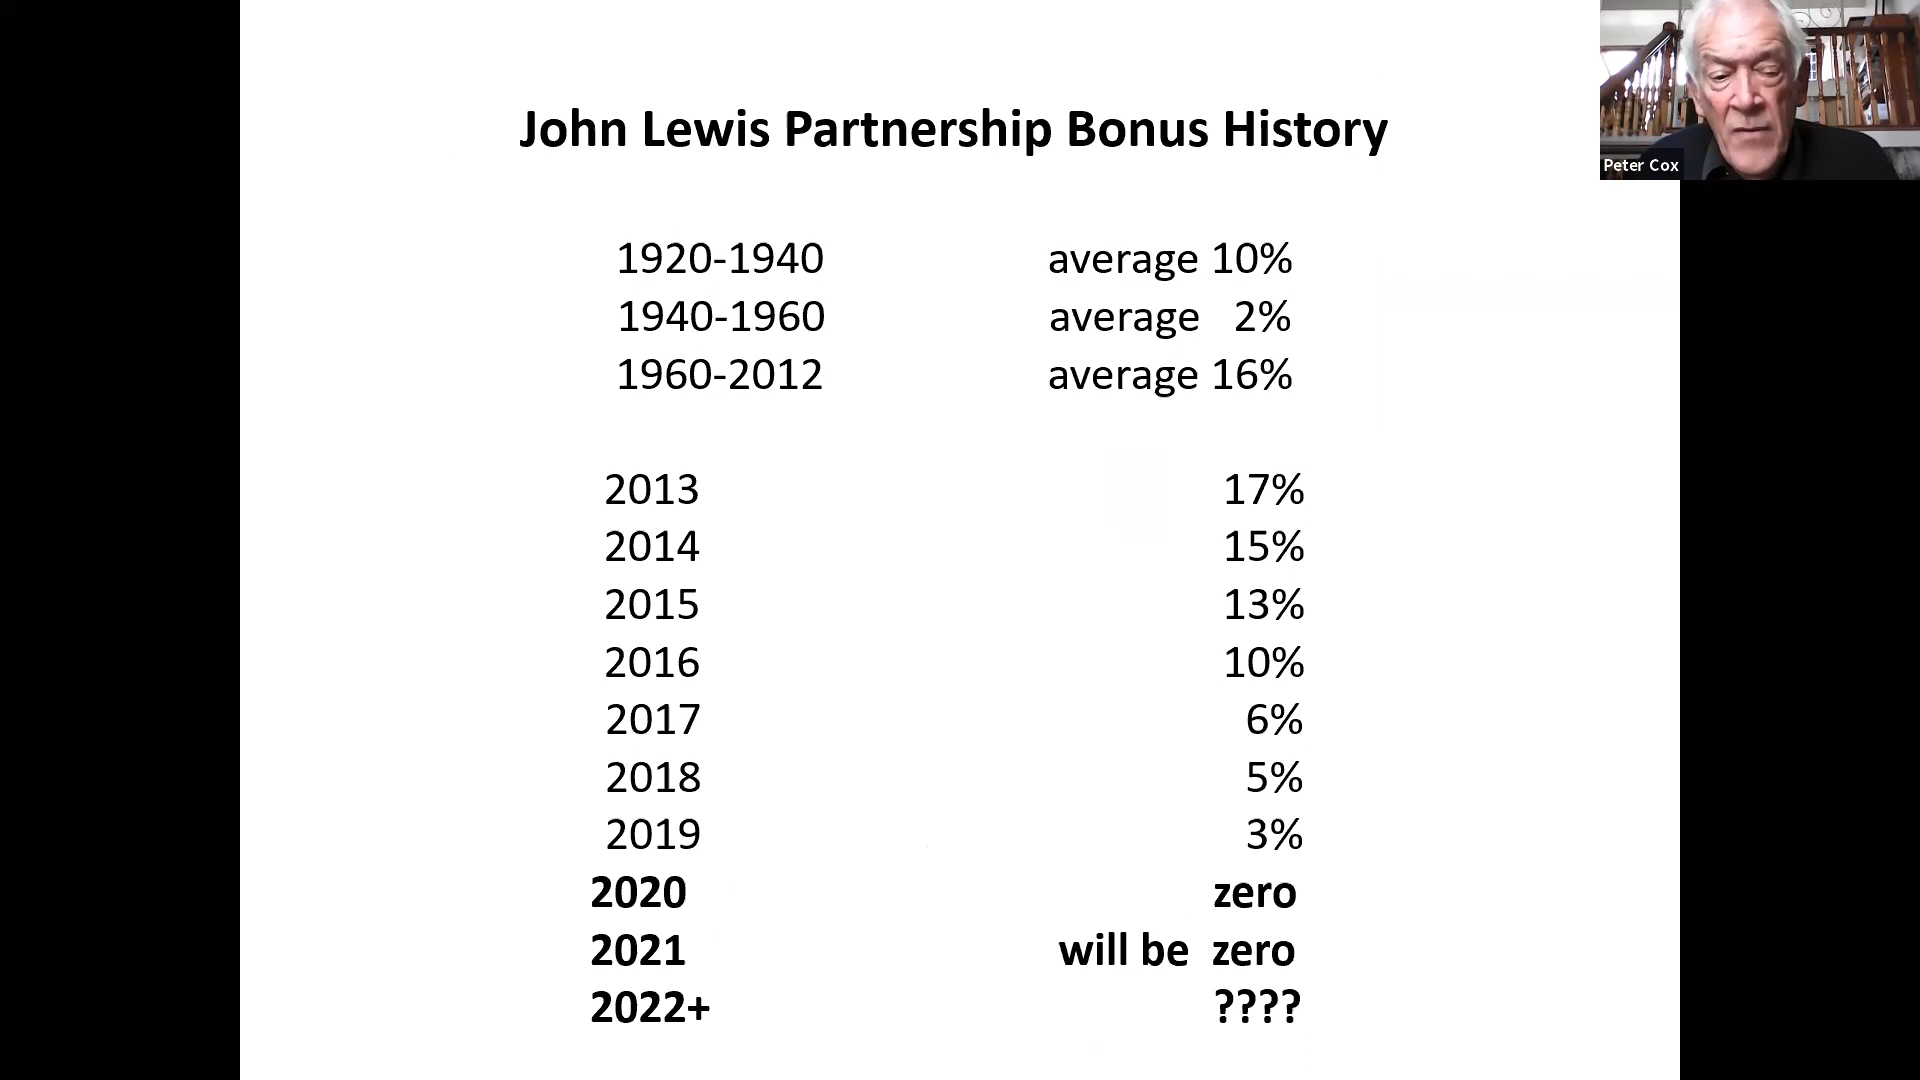 John Lewis Partnership Bonus History
Peter Cox
1920-1940 average 10%
1940-1960 average 2%
1960-2012 average 16%
2013 17%
2014 15%
2015 13%
2016 10%
2017 6%
2018 5%
2019 3%
2020 zero
2021 will be zero
2022+ ????